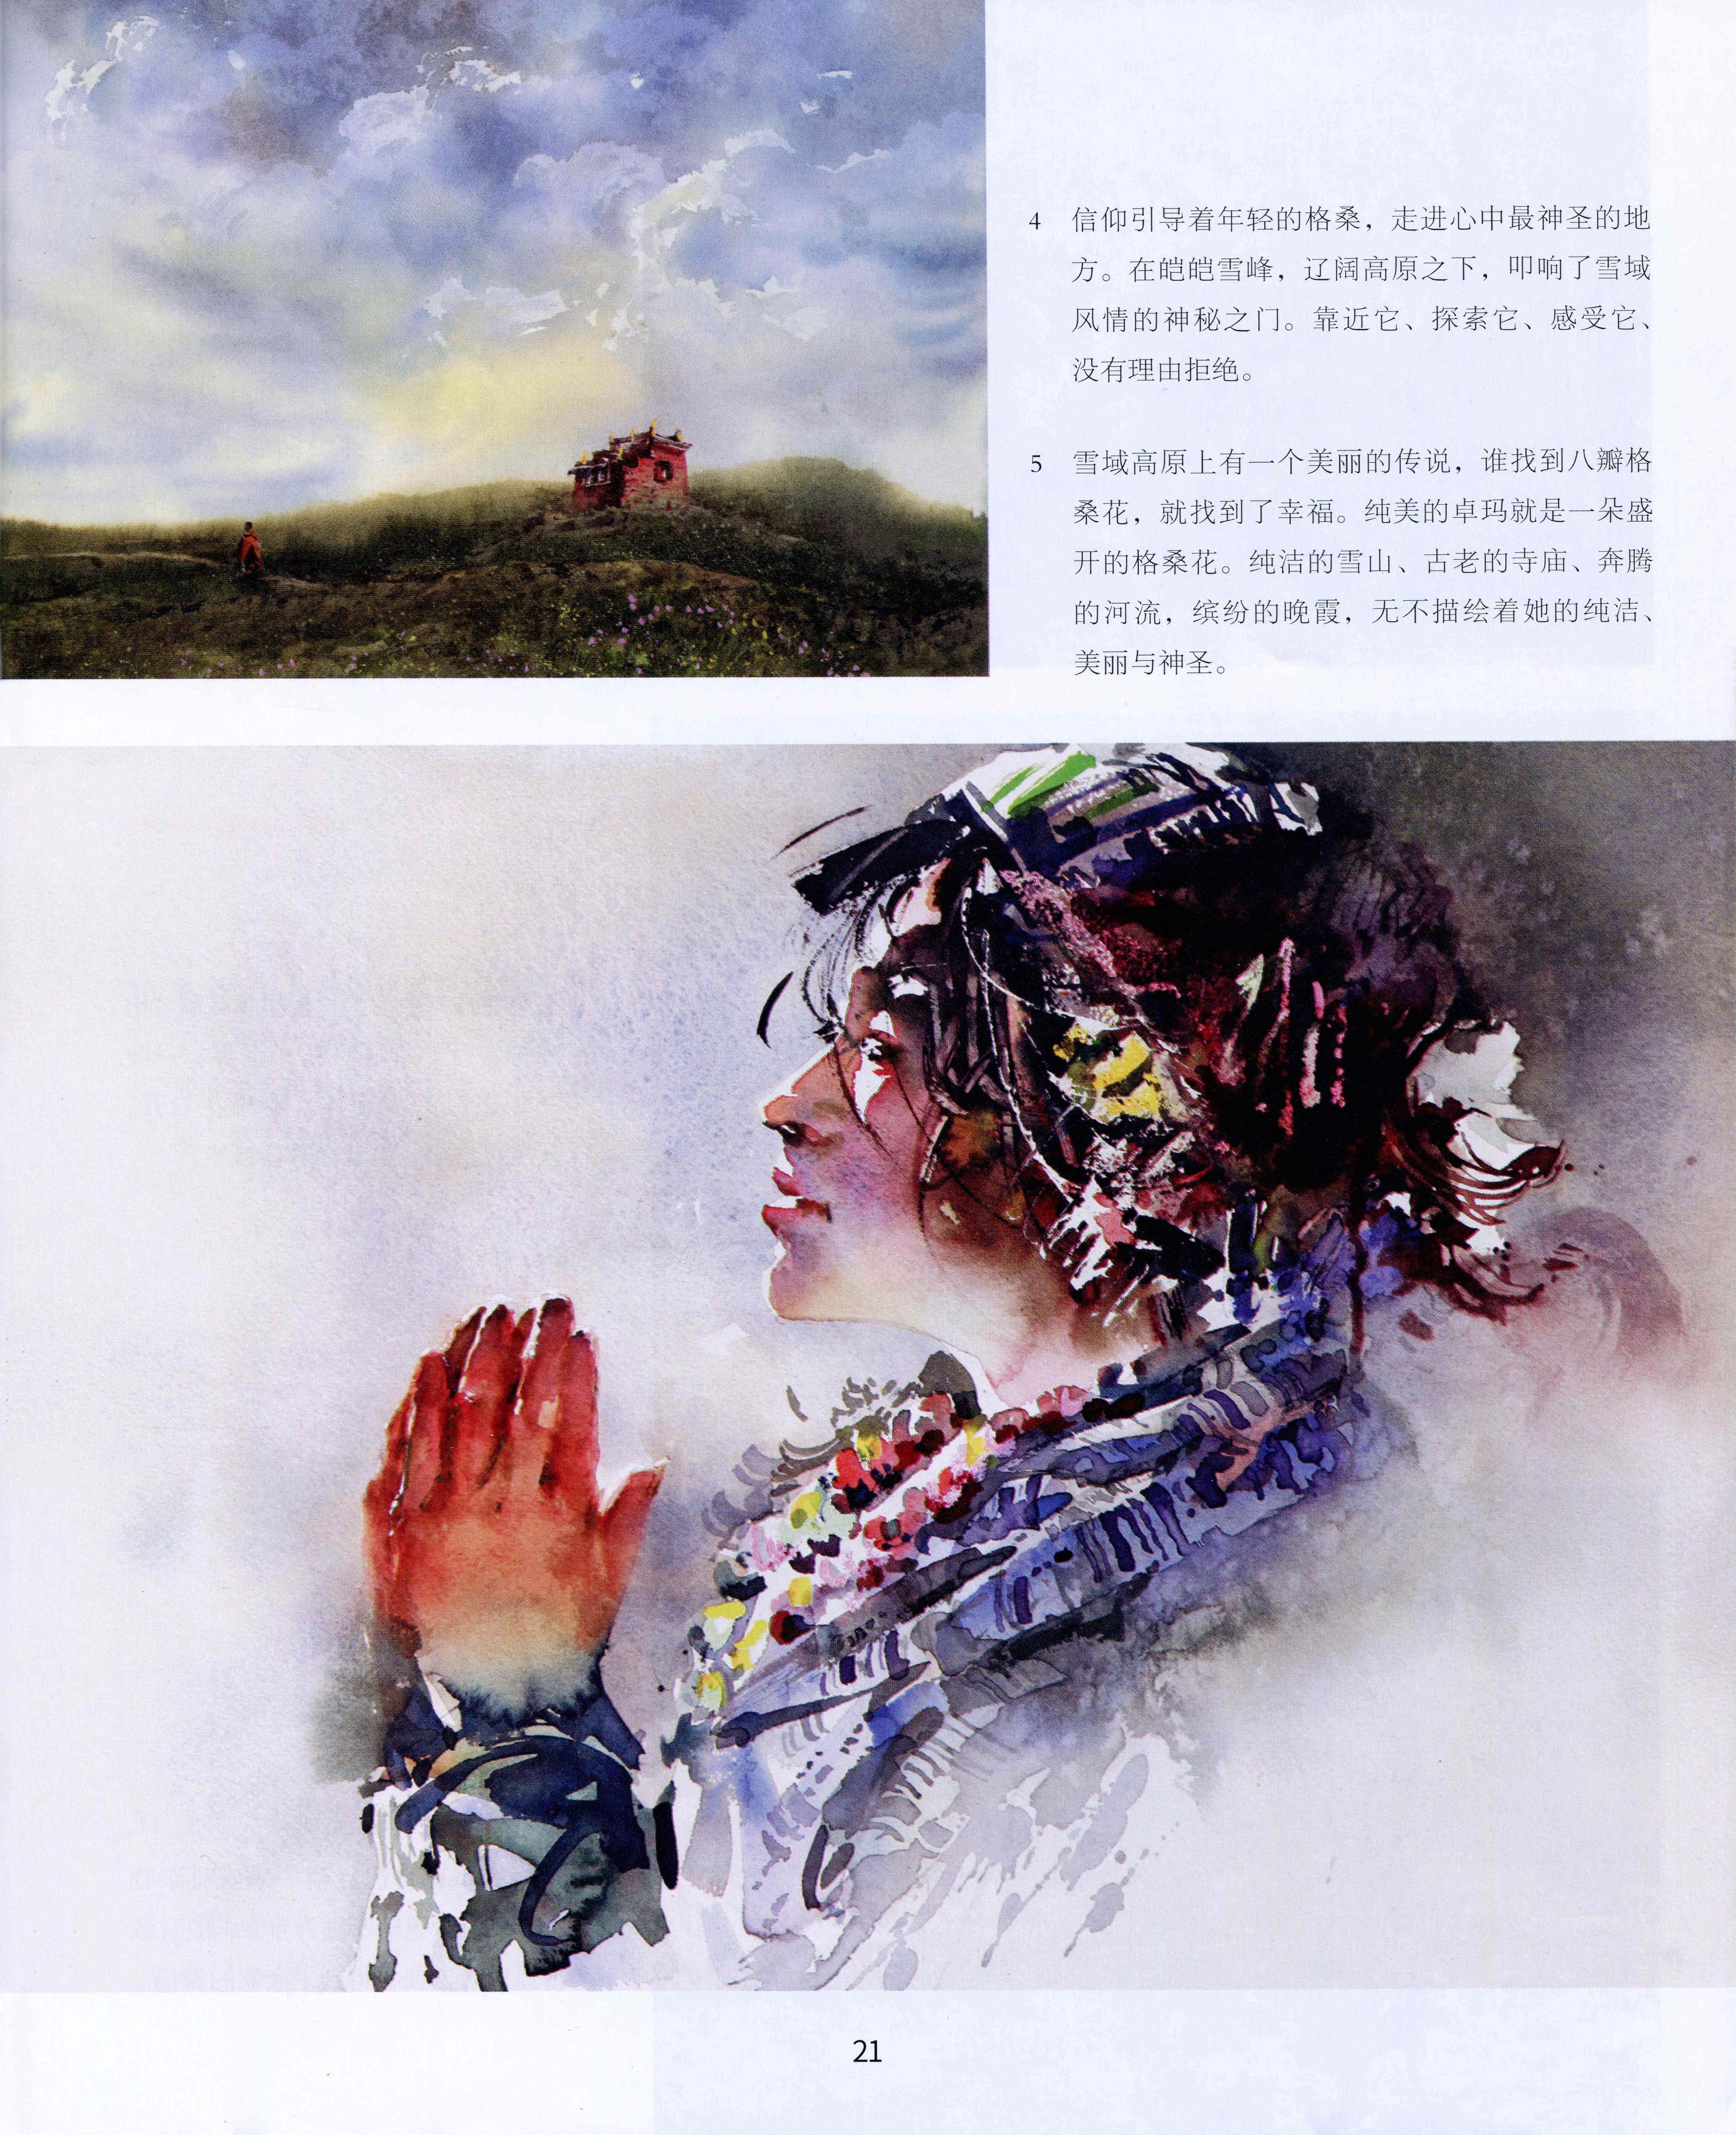 4 信仰引导着年轻的格桑，走进心中最神圣的地
方。在皑皑雪峰，辽阔高原之下，叩响了雪域
风情的神秘之门。靠近它、探索它、感受它、
没有理由拒绝。
5 雪域高原上有一个美丽的传说，谁找到八瓣格
桑花，就找到了幸福。纯美的卓玛就是一朵盛
开的格桑花。纯洁的雪山、古老的寺庙、奔腾
的河流，缤纷的晚霞，无不描绘着她的纯洁、
美丽与神圣。
21